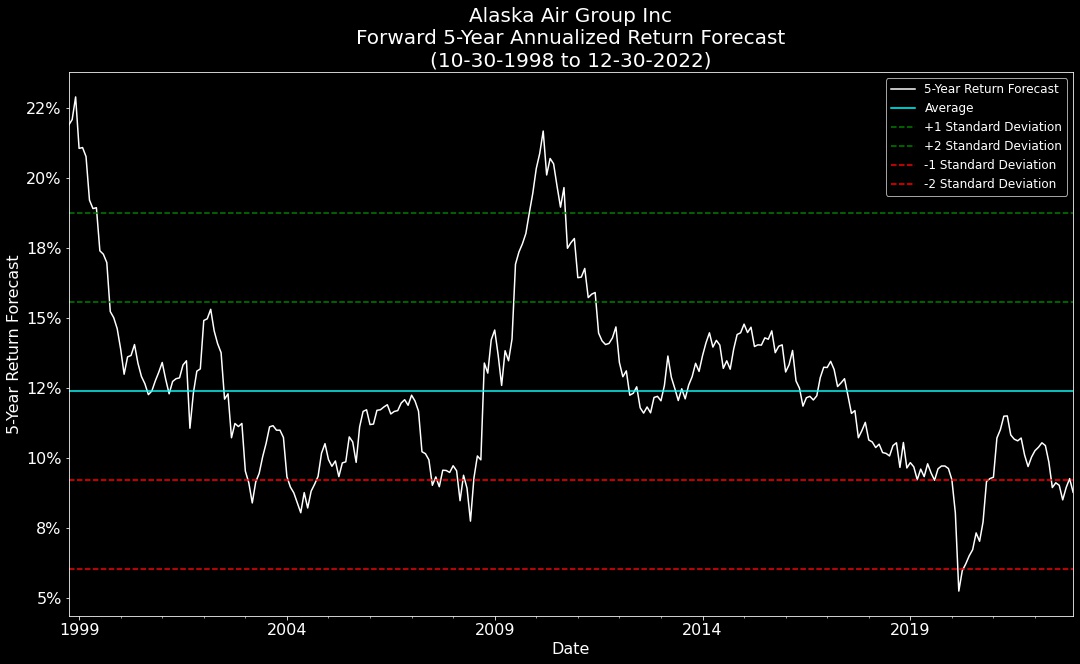 Alaska Air Group Inc
Forward 5-Year Annualized Return Forecast
(10-30-1998 to 12-30-2022)
5-Year Return Forecast
Average
+1 Standard Deviation
+2 Standard Deviation
-1 Standard Deviation
-2 Standard Deviation
22%
20%
18%
15%
12%
10%
8%
5%
5-Year Return Forecast
1999
2004
2009
2014
2019
Date